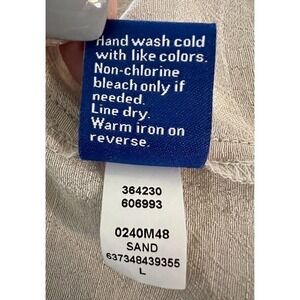 Hand wash cold
with like colors.
Non-chlorine
bleach only if
needed.
Line dry.
Warm iron on
reverse.
364230
606993
0240M48
SAND
637348439355
L